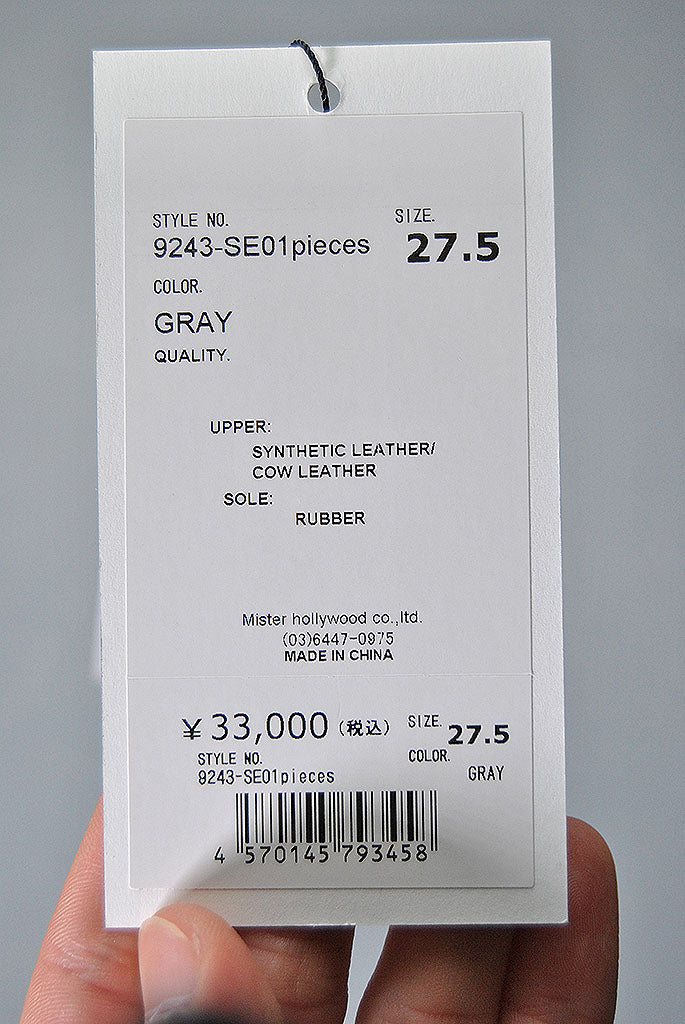 STYLE NO. SIZE.
9243-SE01pieces 27.5
COLOR.
GRAY
QUALITY.
UPPER:
SYNTHETIC LEATHER/
COW LEATHER
SOLE:
RUBBER
Mister hollywood co.,ltd.
(03)6447-0975
MADE IN CHINA
¥33,000(税込) SIZE. 27.5
STYLE NO. COLOR.
9243-SE01pieces GRAY
4 570145 793458